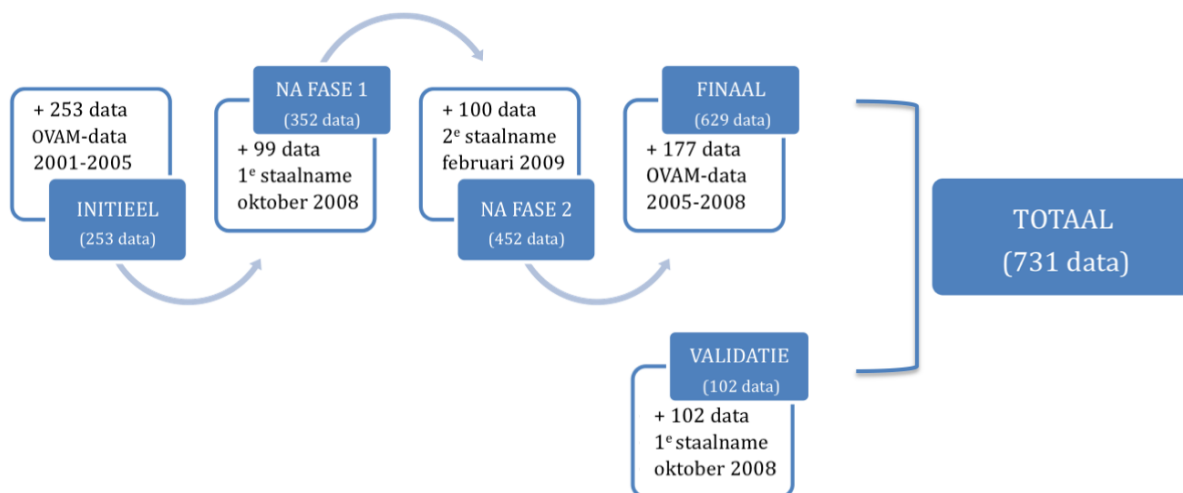 + 253 data
OVAM-data
2001-2005
INITIEEL
(253 data)
NA FASE 1
(352 data)
+ 99 data
1e staalname
oktober 2008
+ 100 data
2e staalname
februari 2009
NA FASE 2
(452 data)
FINAAL
(629 data)
+ 177 data
OVAM-data
2005-2008
VALIDATIE
(102 data)
+ 102 data
1e staalname
oktober 2008
TOTAAL
(731 data)